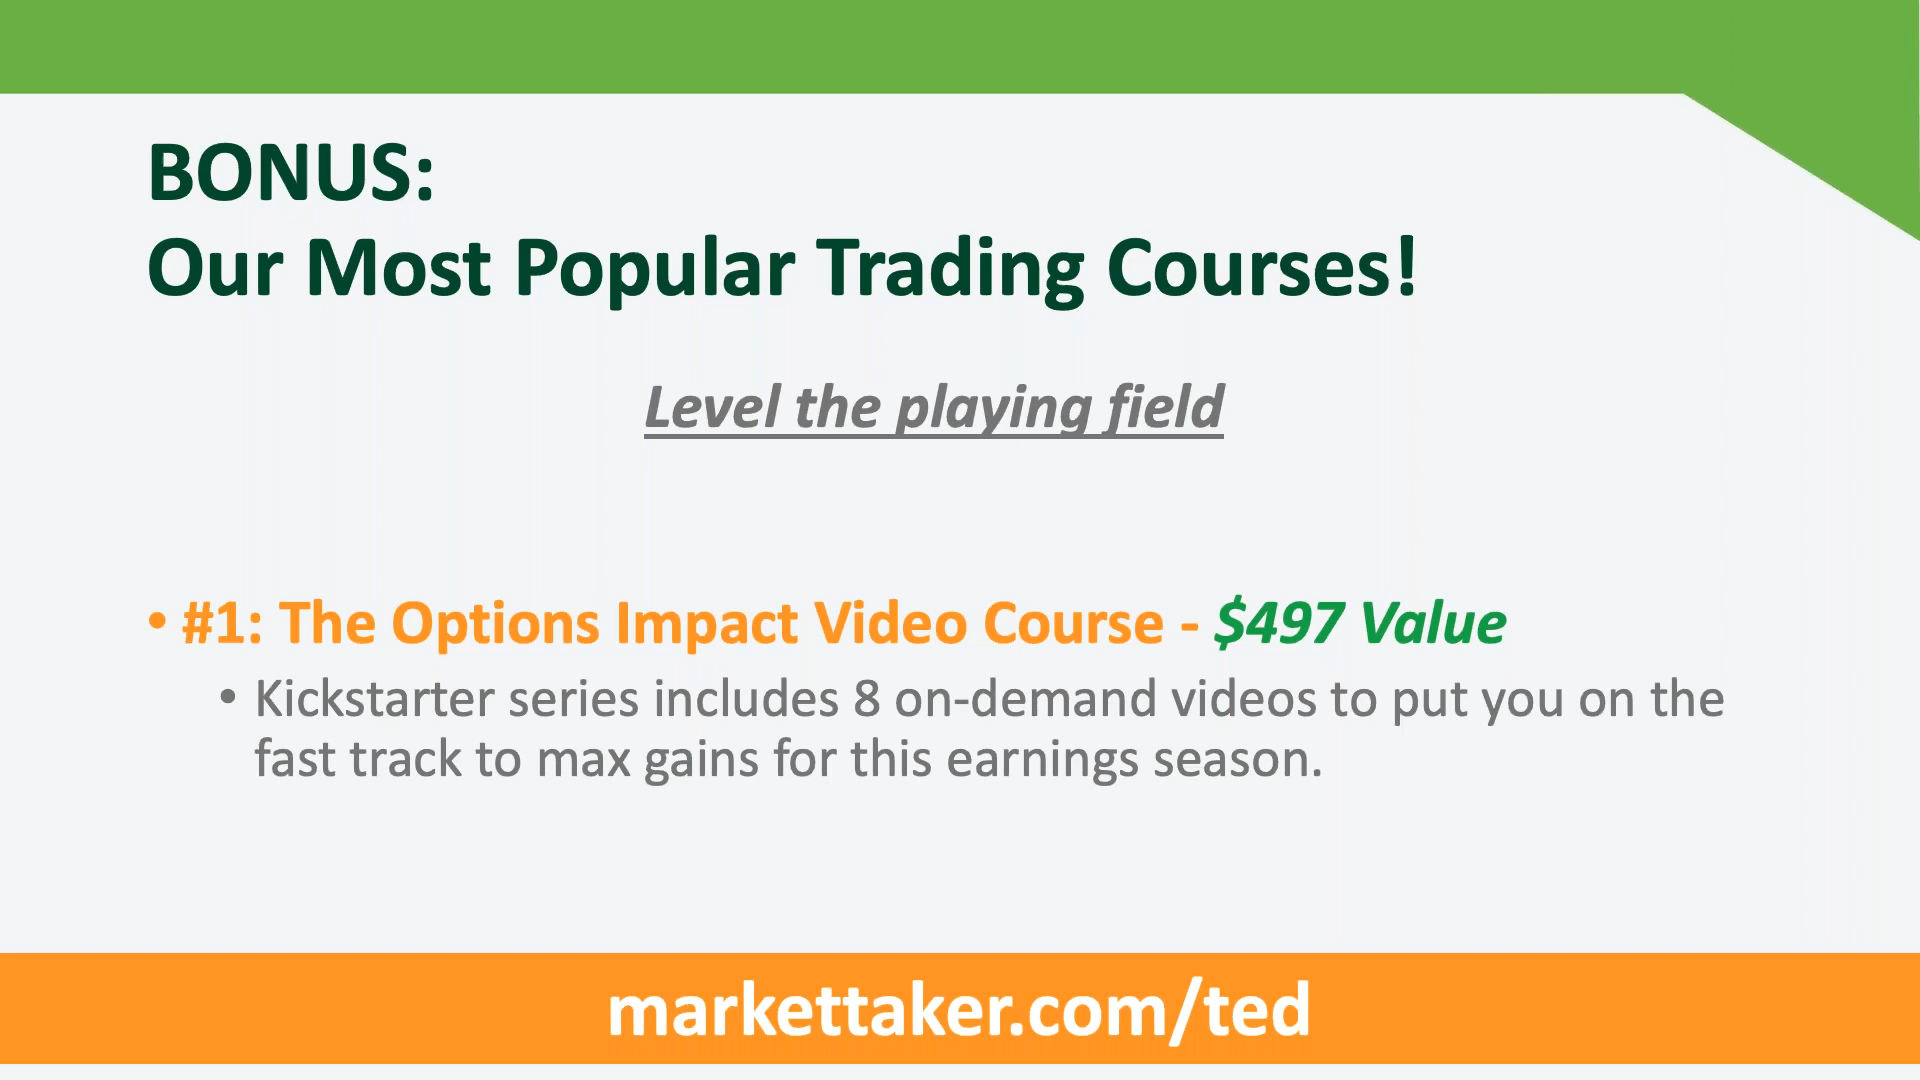 BONUS:
Our Most Popular Trading Courses!
Level the playing field
• #1: The Options Impact Video Course - $497 Value
• Kickstarter series includes 8 on-demand videos to put you on the
fast track to max gains for this earnings season.
markettaker.com/ted